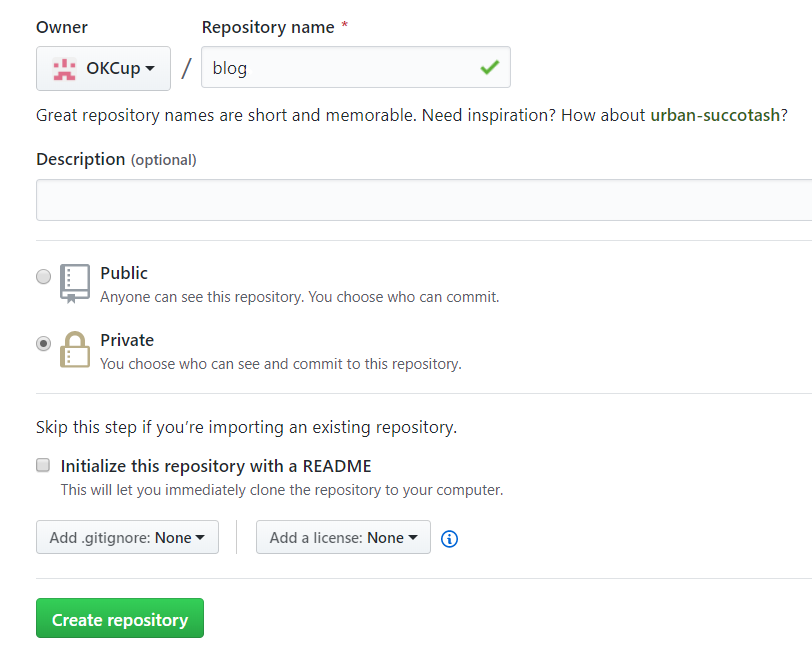 Owner Repository name *
OKCup / blog
Great repository names are short and memorable. Need inspiration? How about urban-succotash?
Description (optional)
Public
Anyone can see this repository. You choose who can commit.
Private
You choose who can see and commit to this repository.
Skip this step if you’re importing an existing repository.
Initialize this repository with a README
This will let you immediately clone the repository to your computer.
Add .gitignore: None Add a license: None
Create repository